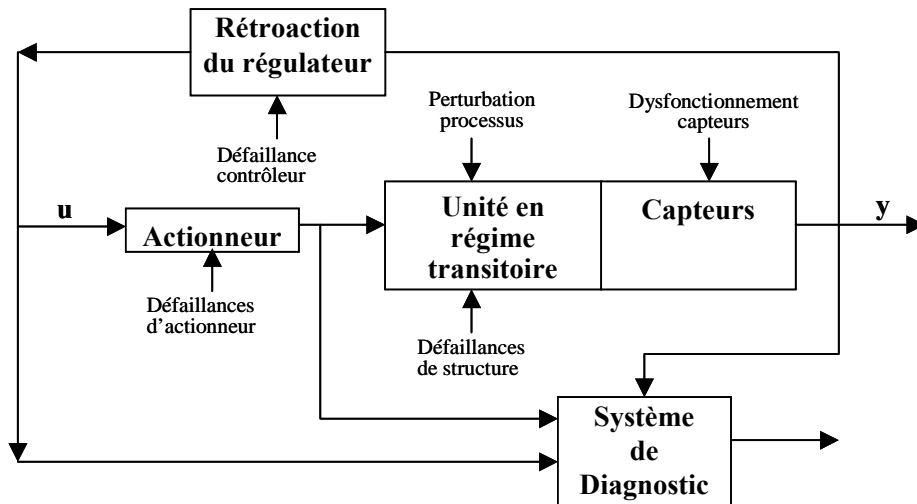 Rétroaction
du régulateur
Perturbation
processus
Dysfonctionnement
capteurs
Défaillance
contrôleur
u
Actionneur
Unité en
régime
transitoire
Capteurs
y
Défaillances
d’actionneur
Défaillances
de structure
Système
de
Diagnostic